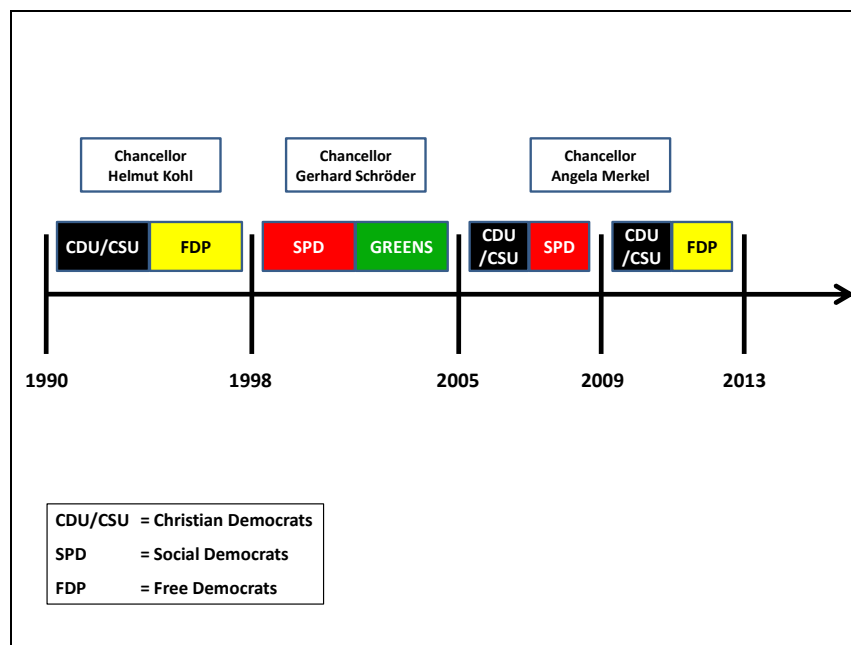 Chancellor
Helmut Kohl
Chancellor
Gerhard Schröder
Chancellor
Angela Merkel
CDU/CSU
FDP
SPD
GREENS
CDU
/CSU
SPD
CDU
/CSU
FDP
1990
1998
2005
2009
2013
CDU/CSU = Christian Democrats
SPD = Social Democrats
FDP = Free Democrats